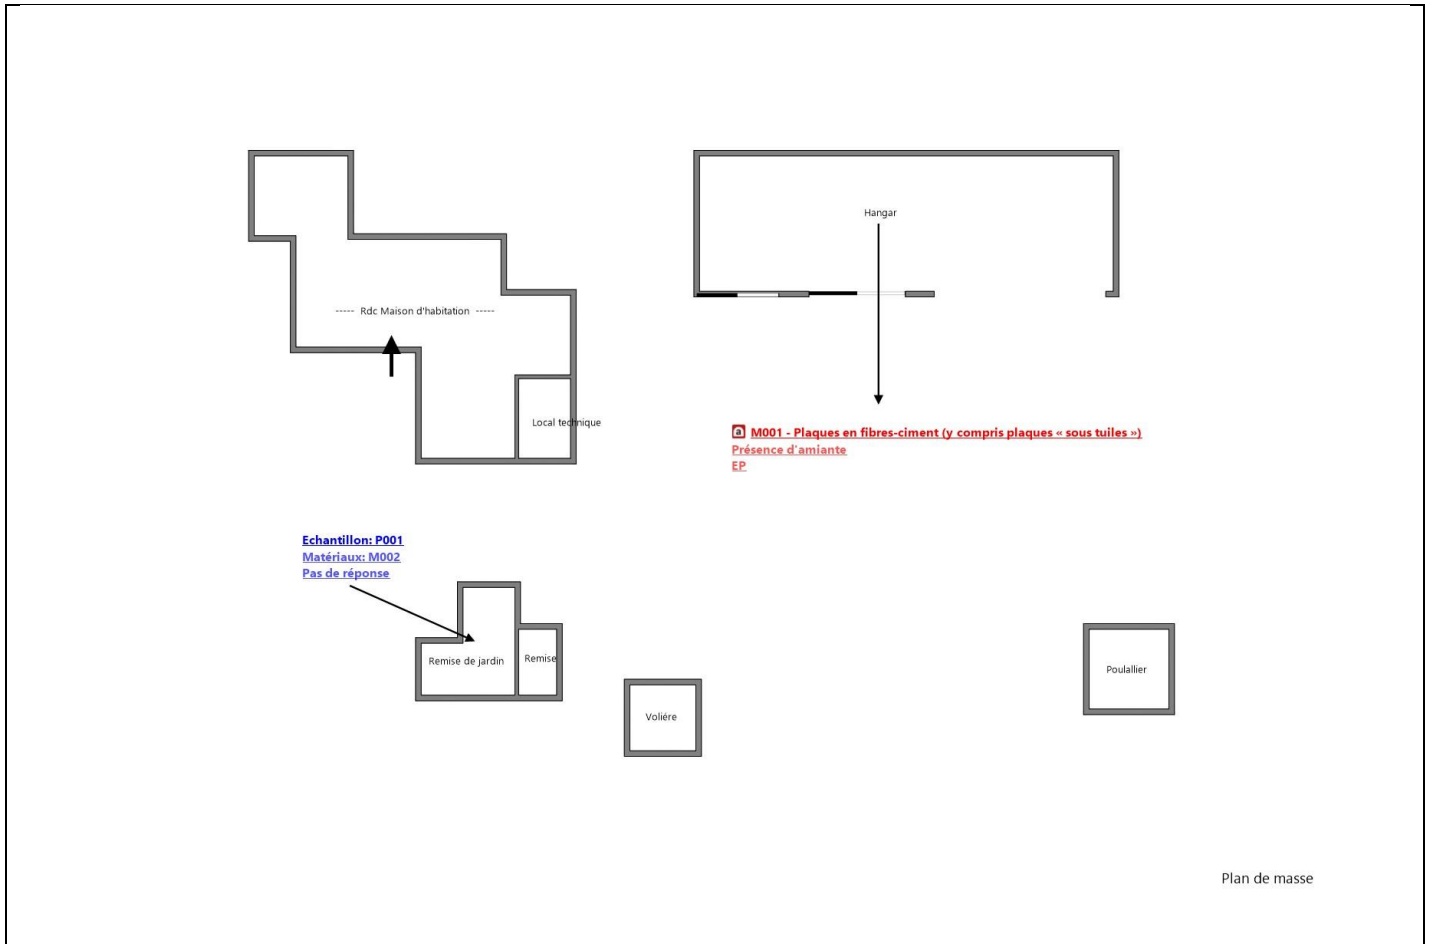 Hangar
----- Rdc Maison d'habitation -----
Local technique
a M001 - Plaques en fibres-ciment (y compris plaques « sous tuiles »)
Présence d'amiante
EP
Echantillon: P001
Matériaux: M002
Pas de réponse
Remise de jardin
Remise
Poulallier
Voliére
Plan de masse